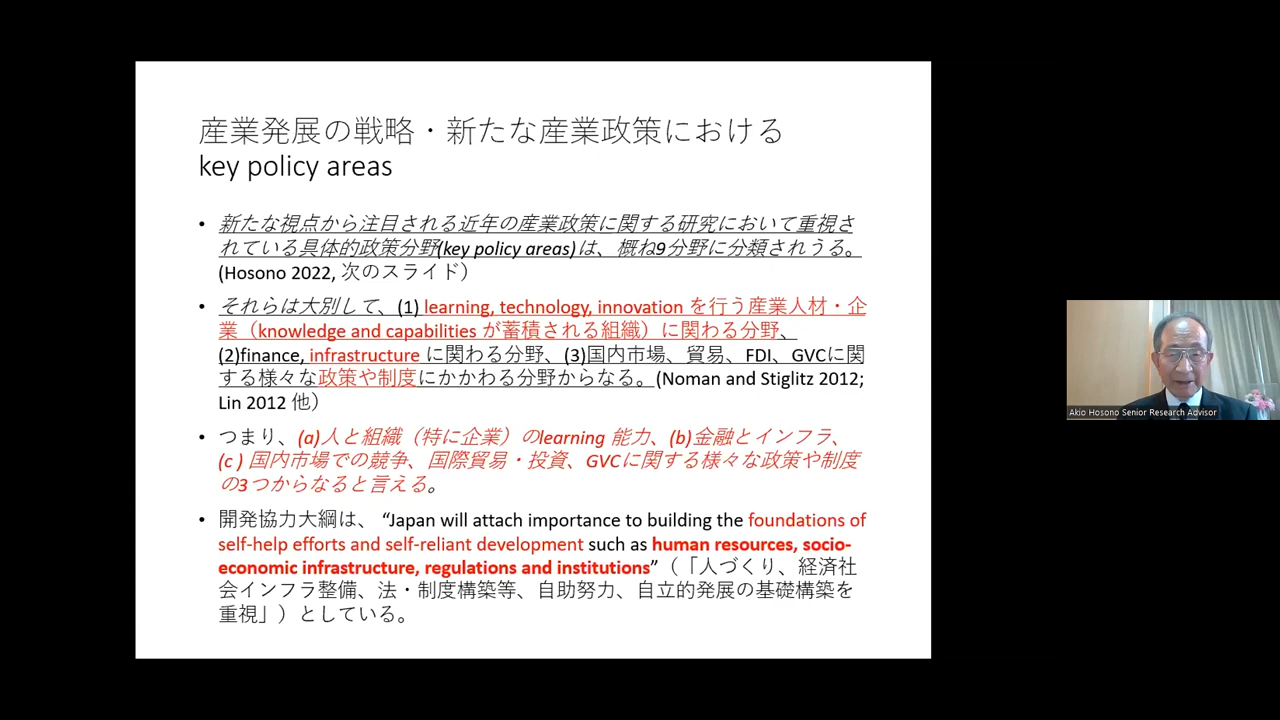 産業発展の戦略・新たな産業政策における
key policy areas
• 新たな視点から注目される近年の産業政策に関する研究において重視さ
れている具体的政策分野(key policy areas)は、概ね9分野に分類されうる。
(Hosono 2022, 次のスライド）
• それらは大別して、(1) learning, technology, innovation を行う産業人材・企
業（knowledge and capabilities が蓄積される組織）に関わる分野、
(2)finance, infrastructure に関わる分野、(3)国内市場、貿易、FDI、GVCに関
する様々な政策や制度にかかわる分野からなる。(Noman and Stiglitz 2012;
Lin 2012 他）
• つまり、(a)人と組織（特に企業）のlearning 能力、(b)金融とインフラ、
(c ) 国内市場での競争、国際貿易・投資、GVCに関する様々な政策や制度
の3つからなると言える。
• 開発協力大綱は、 “Japan will attach importance to building the foundations of
self-help efforts and self-reliant development such as human resources, socio-
economic infrastructure, regulations and institutions”（「人づくり、経済社
会インフラ整備、法・制度構築等、自助努力、自立的発展の基礎構築を
重視」）としている。
Akio Hosono Senior Research Advisor